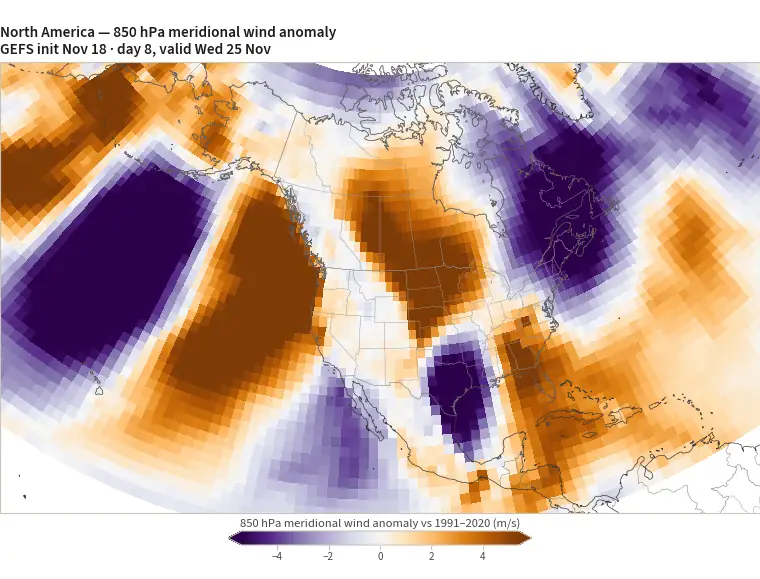 North America — 850 hPa meridional wind anomaly
GEFS init Nov 18 · day 8, valid Wed 25 Nov
850 hPa meridional wind anomaly vs 1991–2020 (m/s)
−4 −2 0 2 4